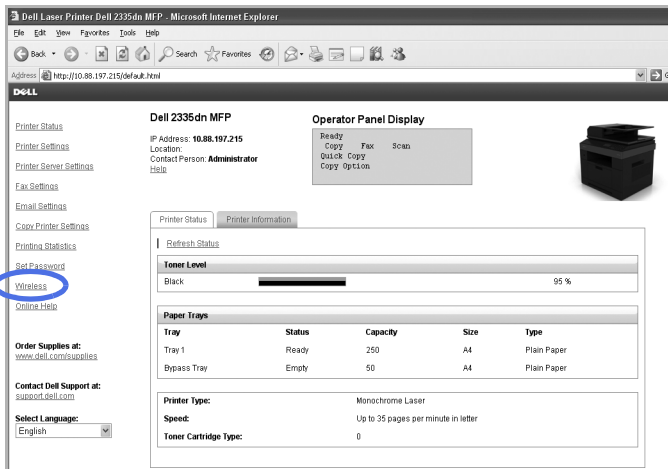 Dell Laser Printer Dell 2335dn MFP - Microsoft Internet Explorer
File Edit View Favorites Tools Help
Back Search Favorites
Address http://10.88.197.215/default.html
DELL
Printer Status
Printer Settings
Printer Server Settings
Fax Settings
Email Settings
Copy Printer Settings
Printing Statistics
Set Password
Wireless
Online Help
Order Supplies at:
www.dell.com/supplies
Contact Dell Support at:
support.dell.com
Select Language:
English
Dell 2335dn MFP
IP Address: 10.88.197.215
Location:
Contact Person: Administrator
Help
Operator Panel Display
Ready
Copy Fax Scan
Quick Copy
Copy Option
Printer Status Printer Information
Refresh Status
Toner Level
Black 95 %
Paper Trays
Tray Status Capacity Size Type
Tray 1 Ready 250 A4 Plain Paper
Bypass Tray Empty 50 A4 Plain Paper
Printer Type: Monochrome Laser
Speed: Up to 35 pages per minute in letter
Toner Cartridge Type: 0